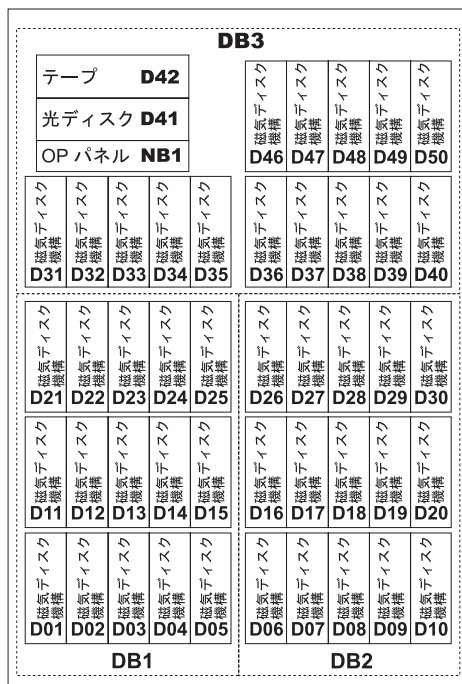 DB3
テープ D42
光ディスク D41
OP パネル NB1
磁気ディスク機構 D46
磁気ディスク機構 D47
磁気ディスク機構 D48
磁気ディスク機構 D49
磁気ディスク機構 D50
磁気ディスク機構 D31
磁気ディスク機構 D32
磁気ディスク機構 D33
磁気ディスク機構 D34
磁気ディスク機構 D35
磁気ディスク機構 D36
磁気ディスク機構 D37
磁気ディスク機構 D38
磁気ディスク機構 D39
磁気ディスク機構 D40
磁気ディスク機構 D21
磁気ディスク機構 D22
磁気ディスク機構 D23
磁気ディスク機構 D24
磁気ディスク機構 D25
磁気ディスク機構 D26
磁気ディスク機構 D27
磁気ディスク機構 D28
磁気ディスク機構 D29
磁気ディスク機構 D30
磁気ディスク機構 D11
磁気ディスク機構 D12
磁気ディスク機構 D13
磁気ディスク機構 D14
磁気ディスク機構 D15
磁気ディスク機構 D16
磁気ディスク機構 D17
磁気ディスク機構 D18
磁気ディスク機構 D19
磁気ディスク機構 D20
磁気ディスク機構 D01
磁気ディスク機構 D02
磁気ディスク機構 D03
磁気ディスク機構 D04
磁気ディスク機構 D05
磁気ディスク機構 D06
磁気ディスク機構 D07
磁気ディスク機構 D08
磁気ディスク機構 D09
磁気ディスク機構 D10
DB1
DB2